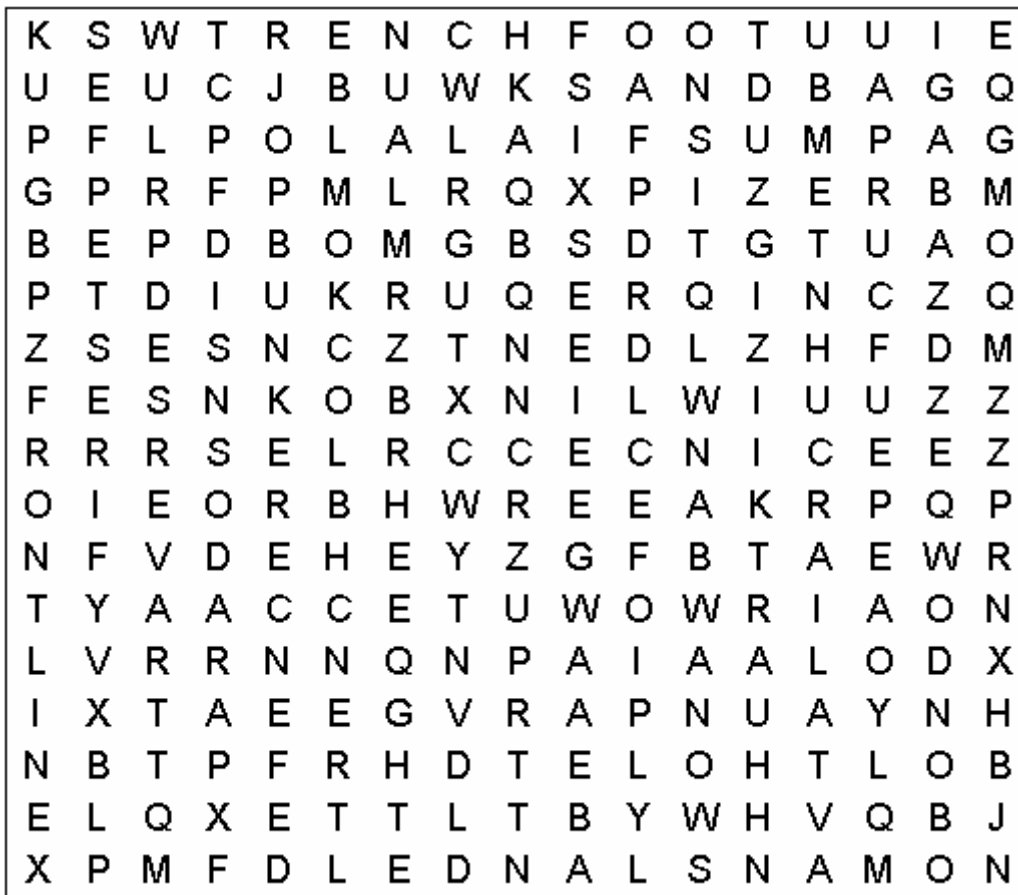 K S W T R E N C H F O O T U U I E
U E U C J B U W K S A N D B A G Q
P F L P O L A L A I F S U M P A G
G P R F P M L R Q X P I Z E R B M
B E P D B O M G B S D T G T U A O
P T D I U K R U Q E R Q I N C Z Q
Z S E S N C Z T N E D L Z H F D M
F E S N K O B X N I L W I U U Z Z
R R R S E L R C C E C N I C E E Z
O I E O R B H W R E E A K R P Q P
N F V D E H E Y Z G F B T A E W R
T Y A A C C E T U W O W R I A O N
L V R R N N Q N P A I A A L O D X
I X T A E E G V R A P N U A Y N H
N B T P F R H D T E L O H T L O B
E L Q X E T T L T B Y W H V Q B J
X P M F D L E D N A L S N A M O N